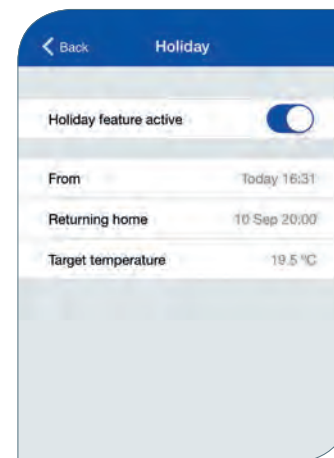 Back Holiday
Holiday feature active
From Today 16:31
Returning home 10 Sep 20:00
Target temperature 19.5 °C